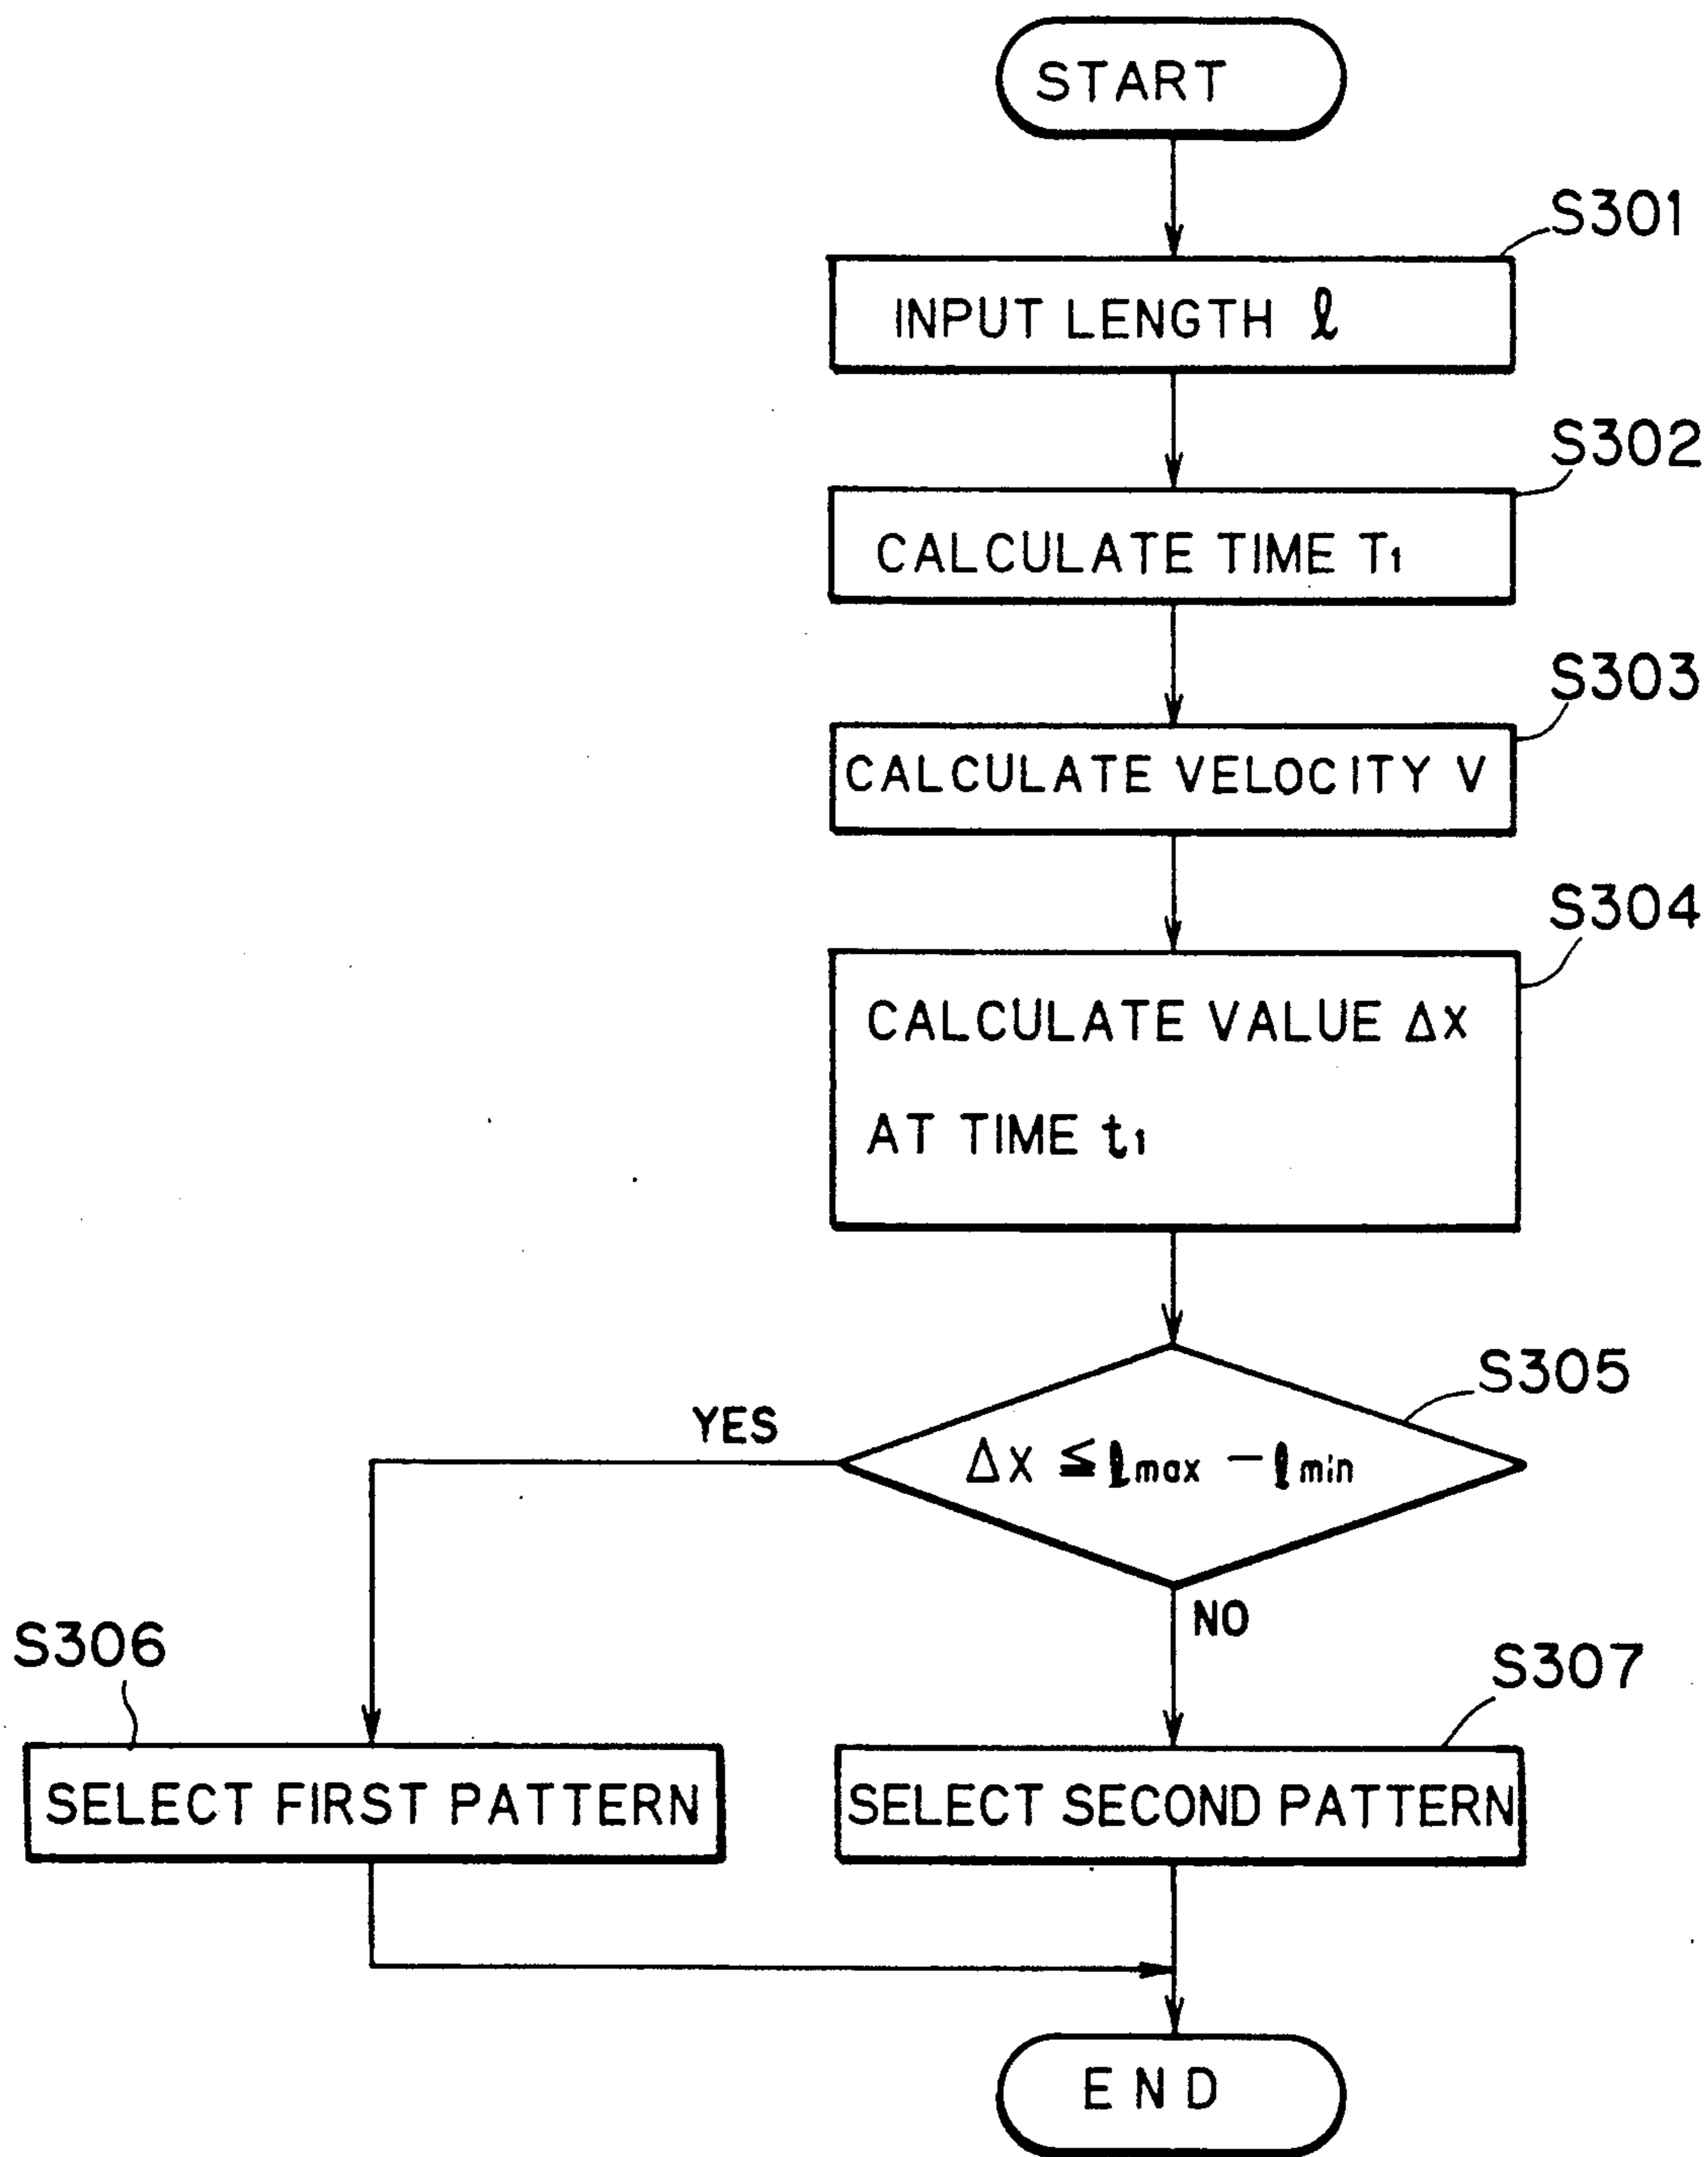 START
S301
INPUT LENGTH ℓ
S302
CALCULATE TIME T₁
S303
CALCULATE VELOCITY V
S304
CALCULATE VALUE Δx
AT TIME t₁
S305
YES
Δx ≦ ℓmax − ℓmin
NO
S306
S307
SELECT FIRST PATTERN
SELECT SECOND PATTERN
END